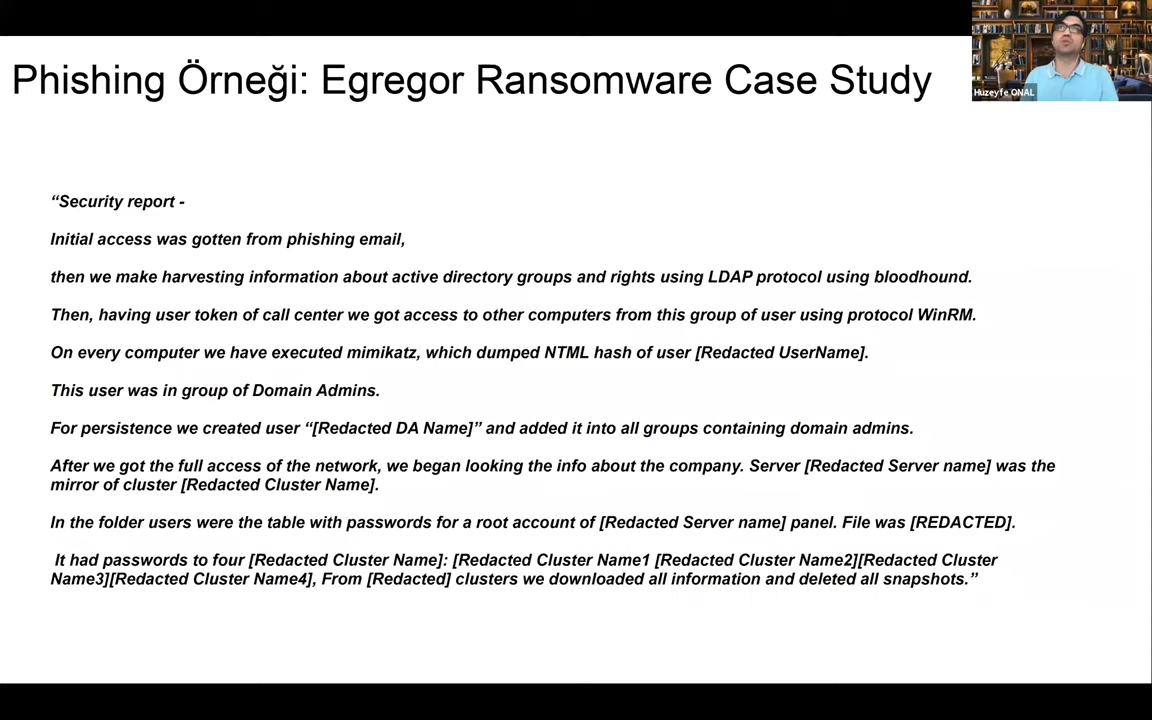 Phishing Örneği: Egregor Ransomware Case Study
Huzeyfe ONAL
“Security report -
Initial access was gotten from phishing email,
then we make harvesting information about active directory groups and rights using LDAP protocol using bloodhound.
Then, having user token of call center we got access to other computers from this group of user using protocol WinRM.
On every computer we have executed mimikatz, which dumped NTML hash of user [Redacted UserName].
This user was in group of Domain Admins.
For persistence we created user “[Redacted DA Name]” and added it into all groups containing domain admins.
After we got the full access of the network, we began looking the info about the company. Server [Redacted Server name] was the
mirror of cluster [Redacted Cluster Name].
In the folder users were the table with passwords for a root account of [Redacted Server name] panel. File was [REDACTED].
It had passwords to four [Redacted Cluster Name]: [Redacted Cluster Name1 [Redacted Cluster Name2][Redacted Cluster
Name3][Redacted Cluster Name4], From [Redacted] clusters we downloaded all information and deleted all snapshots.”